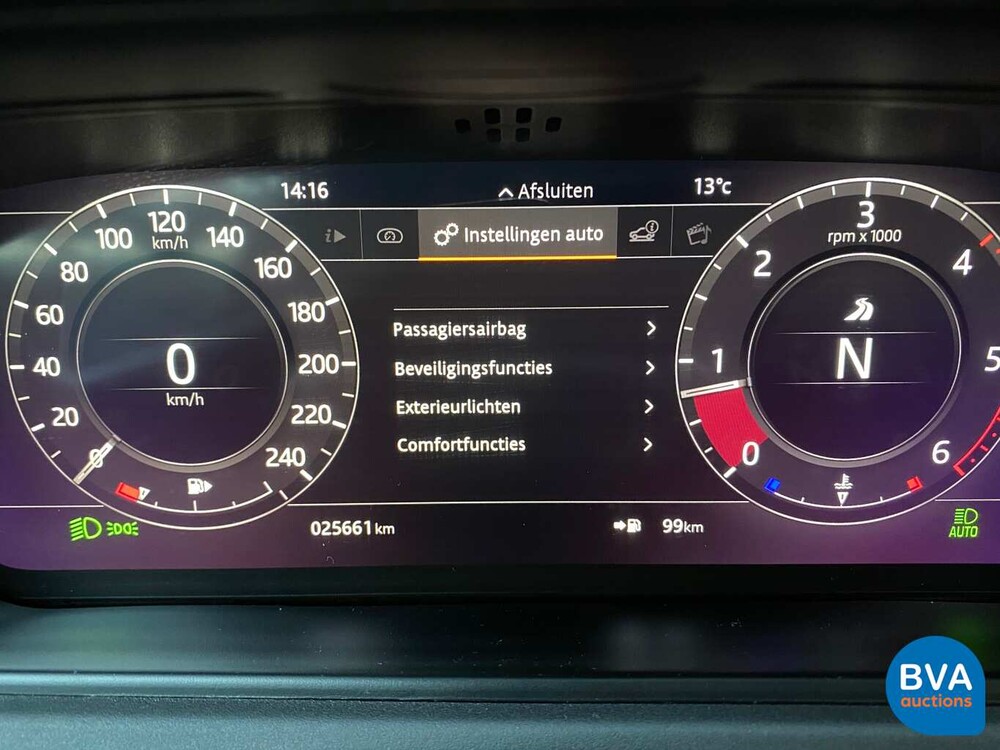 14:16
Afsluiten
13°c
i
Instellingen auto
i
Passagiersairbag
Beveiligingsfuncties
Exterieurlichten
Comfortfuncties
0
20
40
60
80
100
120
km/h
140
160
180
200
220
240
0
km/h
0
1
2
3
rpm x 1000
4
5
6
N
025661 km
99km
AUTO
BVA
auctions